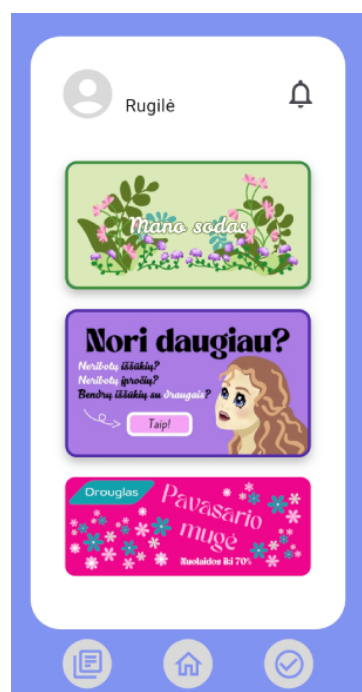 Rugilė
Mano sodas
Nori daugiau?
Neribotų iššūkių?
Neribotų įpročių?
Bendrų iššūkių su draugais?
Taip!
Drouglas
Pavasario
mugė
Nuolaidos iki 70%